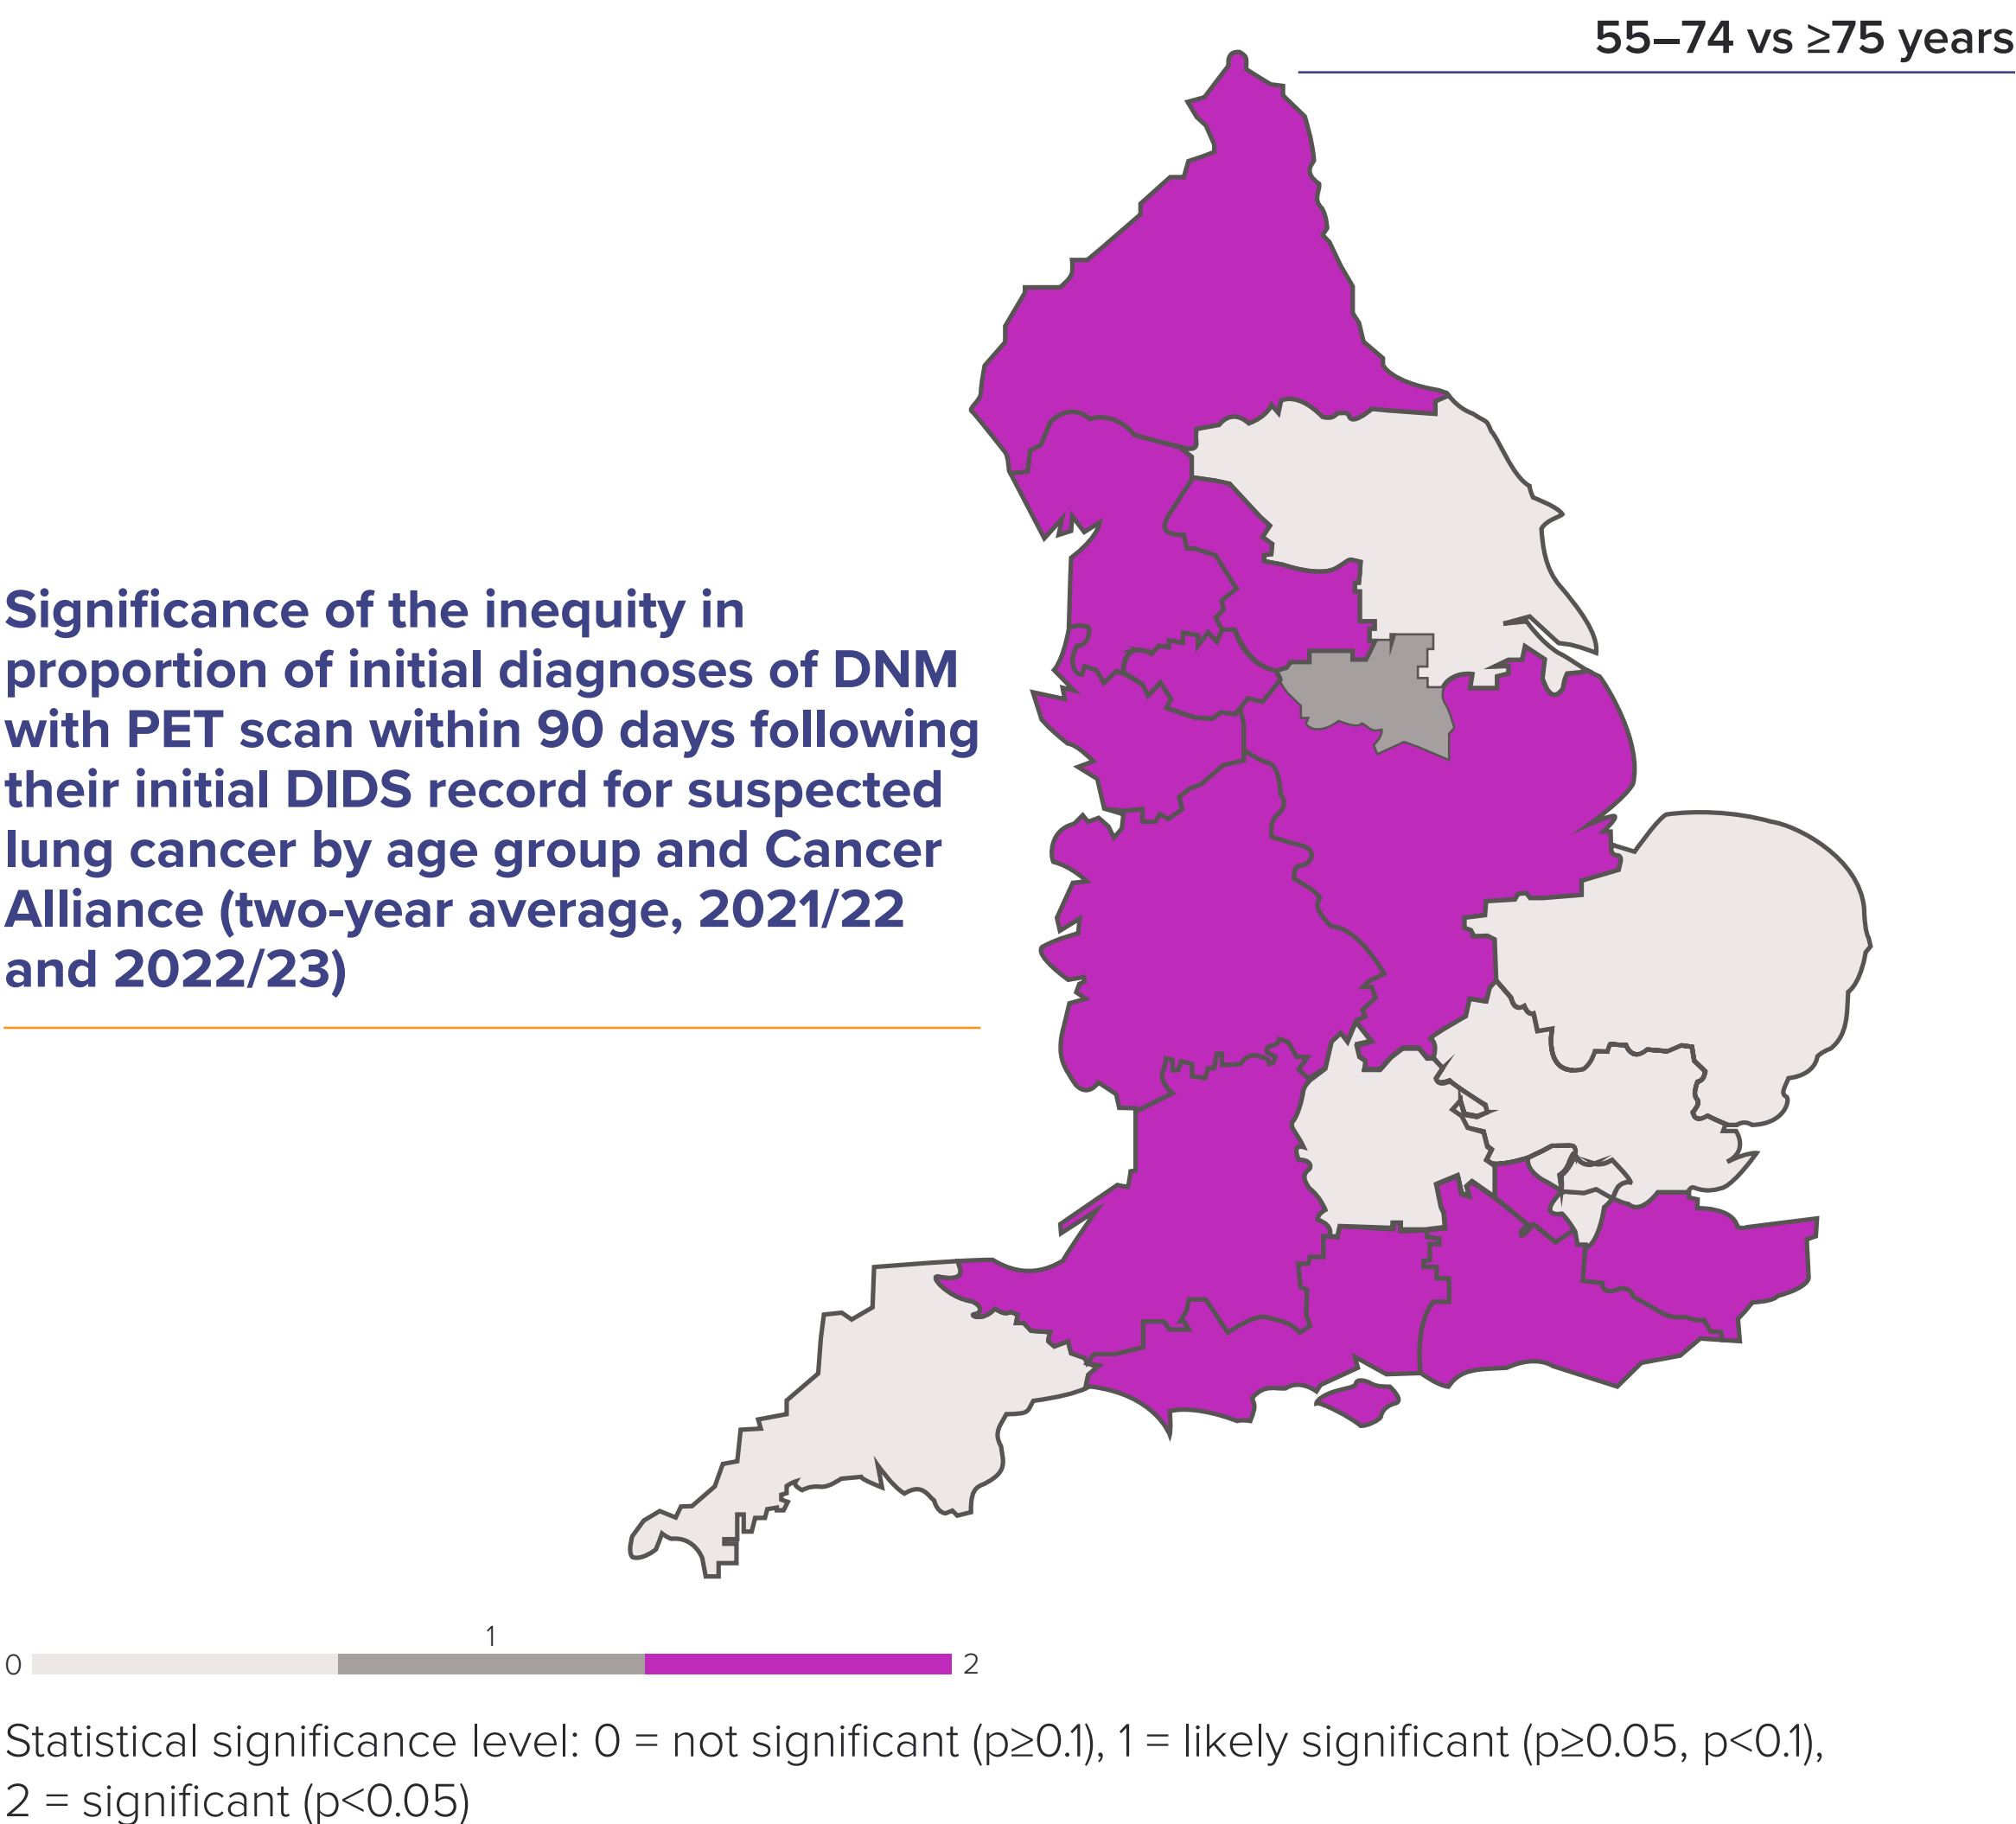 55–74 vs ≥75 years
Significance of the inequity in
proportion of initial diagnoses of DNM
with PET scan within 90 days following
their initial DIDS record for suspected
lung cancer by age group and Cancer
Alliance (two-year average, 2021/22
and 2022/23)
1
0 2
Statistical significance level: 0 = not significant (p≥0.1), 1 = likely significant (p≥0.05, p<0.1),
2 = significant (p<0.05)